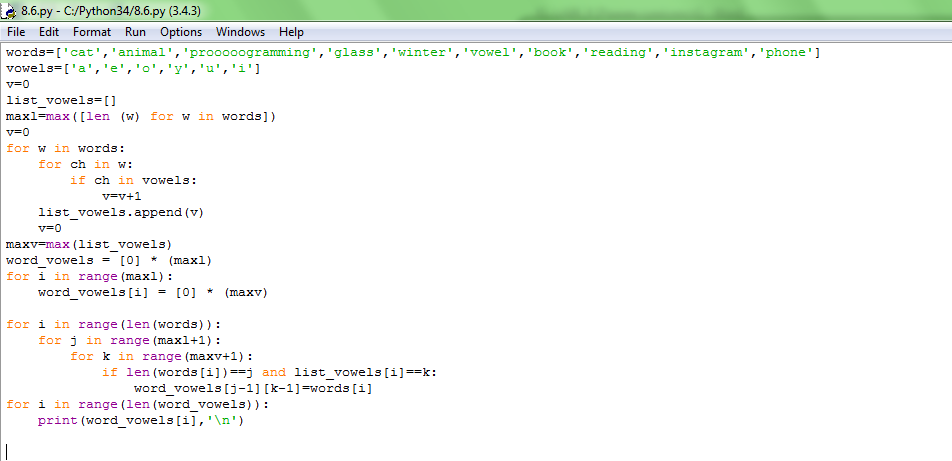 8.6.py - C:/Python34/8.6.py (3.4.3)
File Edit Format Run Options Windows Help
words=['cat','animal','prooooogramming','glass','winter','vowel','book','reading','instagram','phone']
vowels=['a','e','o','y','u','i']
v=0
list_vowels=[]
maxl=max([len (w) for w in words])
v=0
for w in words:
    for ch in w:
        if ch in vowels:
            v=v+1
    list_vowels.append(v)
    v=0
maxv=max(list_vowels)
word_vowels = [0] * (maxl)
for i in range(maxl):
    word_vowels[i] = [0] * (maxv)

for i in range(len(words)):
    for j in range(maxl+1):
        for k in range(maxv+1):
            if len(words[i])==j and list_vowels[i]==k:
                word_vowels[j-1][k-1]=words[i]
for i in range(len(word_vowels)):
    print(word_vowels[i],'\n')